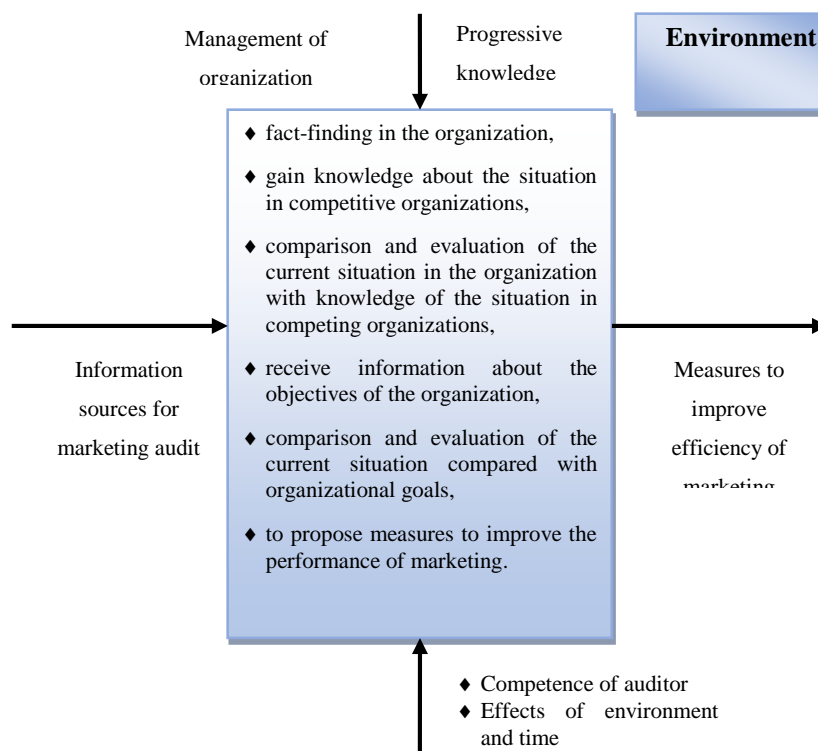 Management of
organization
Progressive
knowledge
Environment
♦ fact-finding in the organization,
♦ gain knowledge about the situation
in competitive organizations,
♦ comparison and evaluation of the
current situation in the organization
with knowledge of the situation in
competing organizations,
♦ receive information about the
objectives of the organization,
♦ comparison and evaluation of the
current situation compared with
organizational goals,
♦ to propose measures to improve the
performance of marketing.
Information
sources for
marketing audit
Measures to
improve
efficiency of
marketing
♦ Competence of auditor
♦ Effects of environment
and time